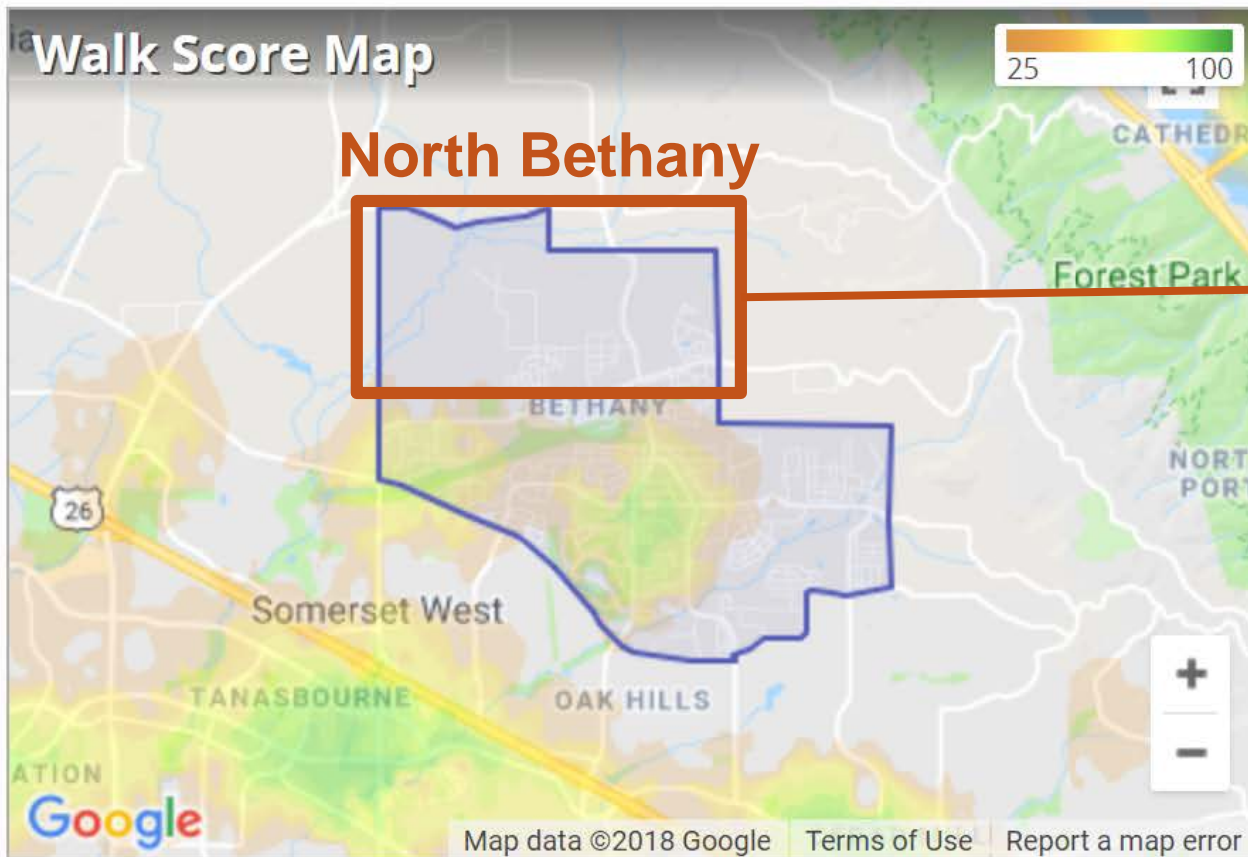 Walk Score Map
25 100
CATHEDR
North Bethany
Forest Park
BETHANY
NORT
PORT
26
Somerset West
TANASBOURNE
OAK HILLS
ATION
Google
Map data ©2018 Google Terms of Use Report a map error